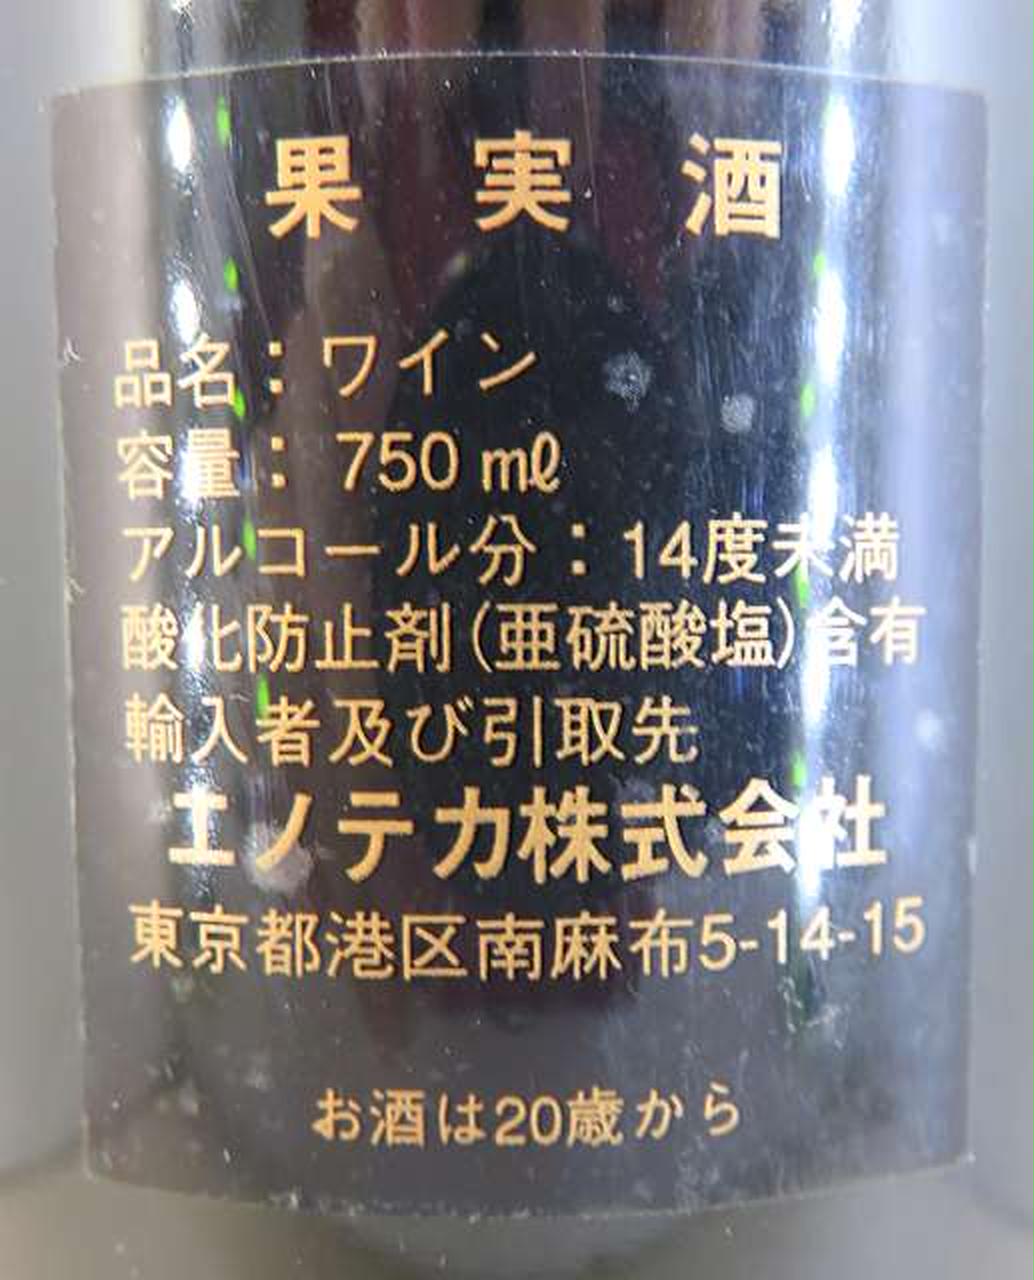 果実酒
品名：ワイン
容量： 750 mℓ
アルコール分：14度未満
酸化防止剤(亜硫酸塩)含有
輸入者及び引取先
エノテカ株式会社
東京都港区南麻布5-14-15
お酒は20歳から